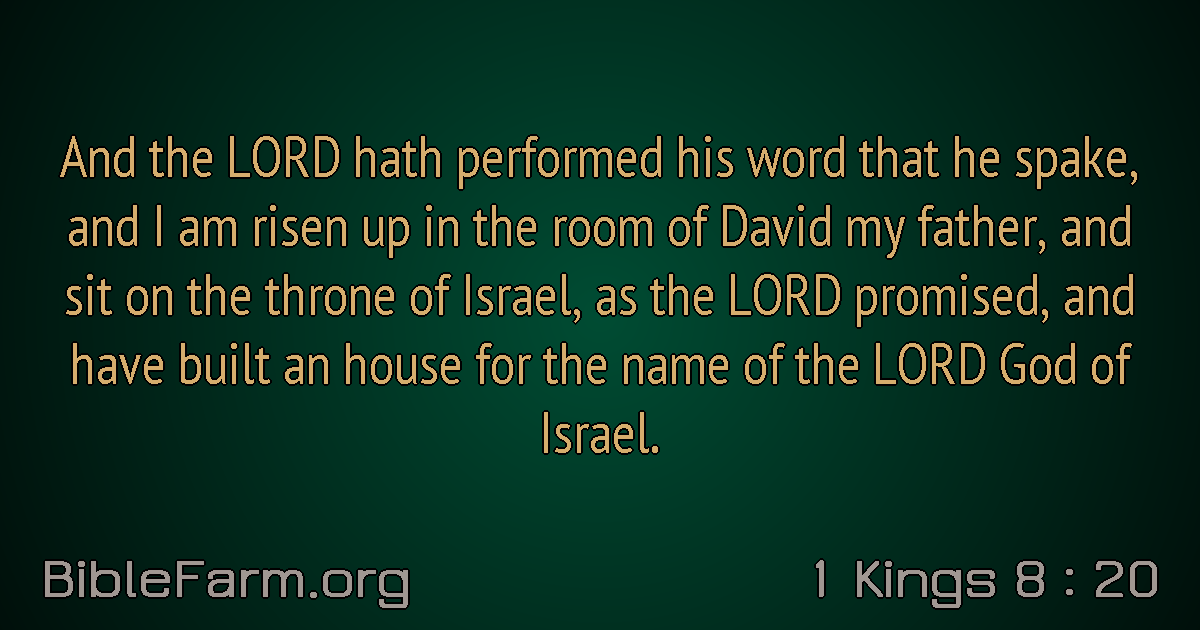 And the LORD hath performed his word that he spake,
and I am risen up in the room of David my father, and
sit on the throne of Israel, as the LORD promised, and
have built an house for the name of the LORD God of
Israel.
BibleFarm.org
1 Kings 8 : 20